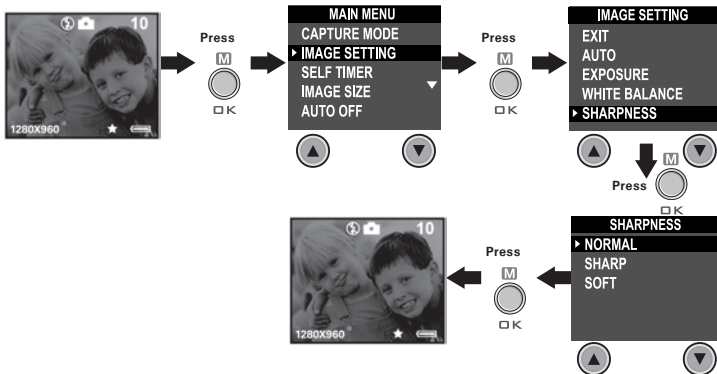 10
1280X960
Press
M
OK
MAIN MENU
CAPTURE MODE
IMAGE SETTING
SELF TIMER
IMAGE SIZE
AUTO OFF
Press
M
OK
IMAGE SETTING
EXIT
AUTO
EXPOSURE
WHITE BALANCE
SHARPNESS
M
Press
OK
SHARPNESS
NORMAL
SHARP
SOFT
Press
M
OK
10
1280X960